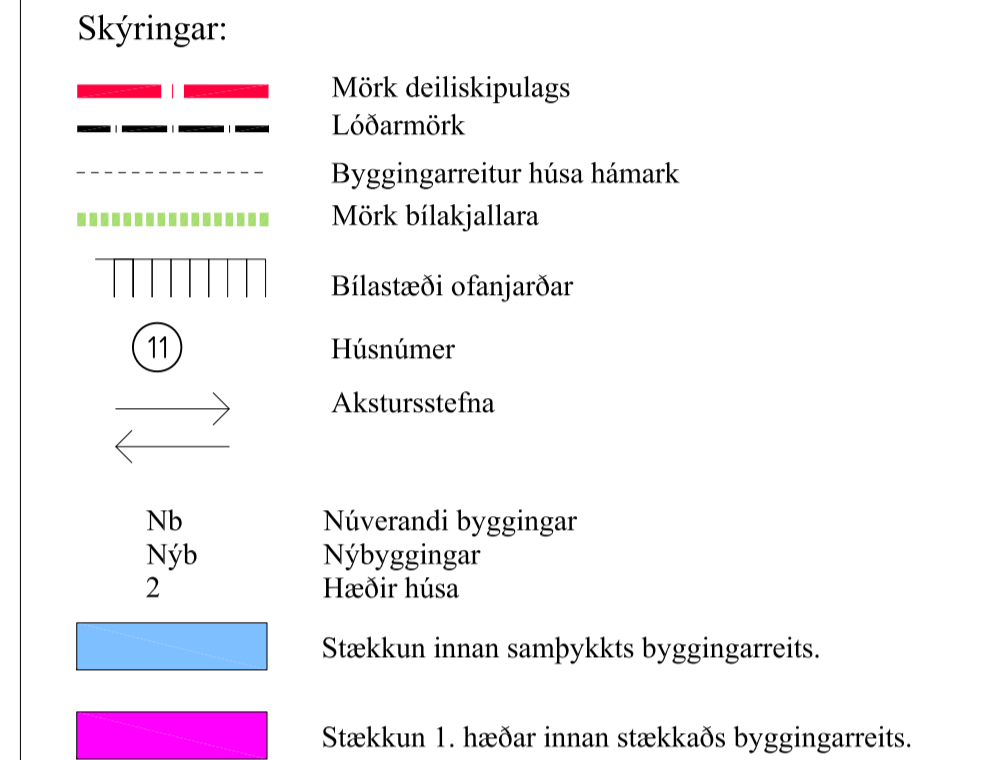 Skýringar:
Mörk deiliskipulags
Lóðarmörk
Byggingarreitur húsa hámark
Mörk bílakjallara
Bílastæði ofanjarðar
11 Húsnúmer
Akstursstefna
Nb Núverandi byggingar
Nýb Nýbyggingar
2 Hæðir húsa
Stækkun innan samþykkts byggingarreits.
Stækkun 1. hæðar innan stækkaðs byggingarreits.